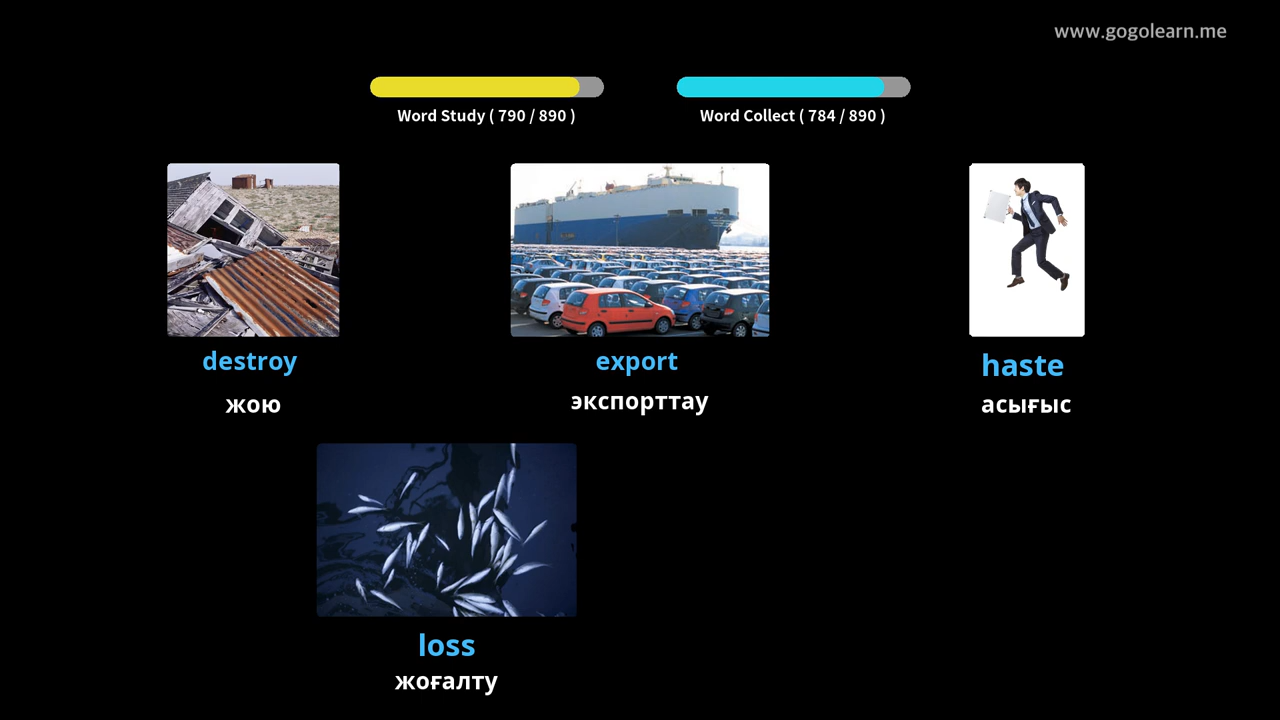 www.gogolearn.me
Word Study ( 790 / 890 )
Word Collect ( 784 / 890 )
destroy
жою
export
экспорттау
haste
асығыс
loss
жоғалту